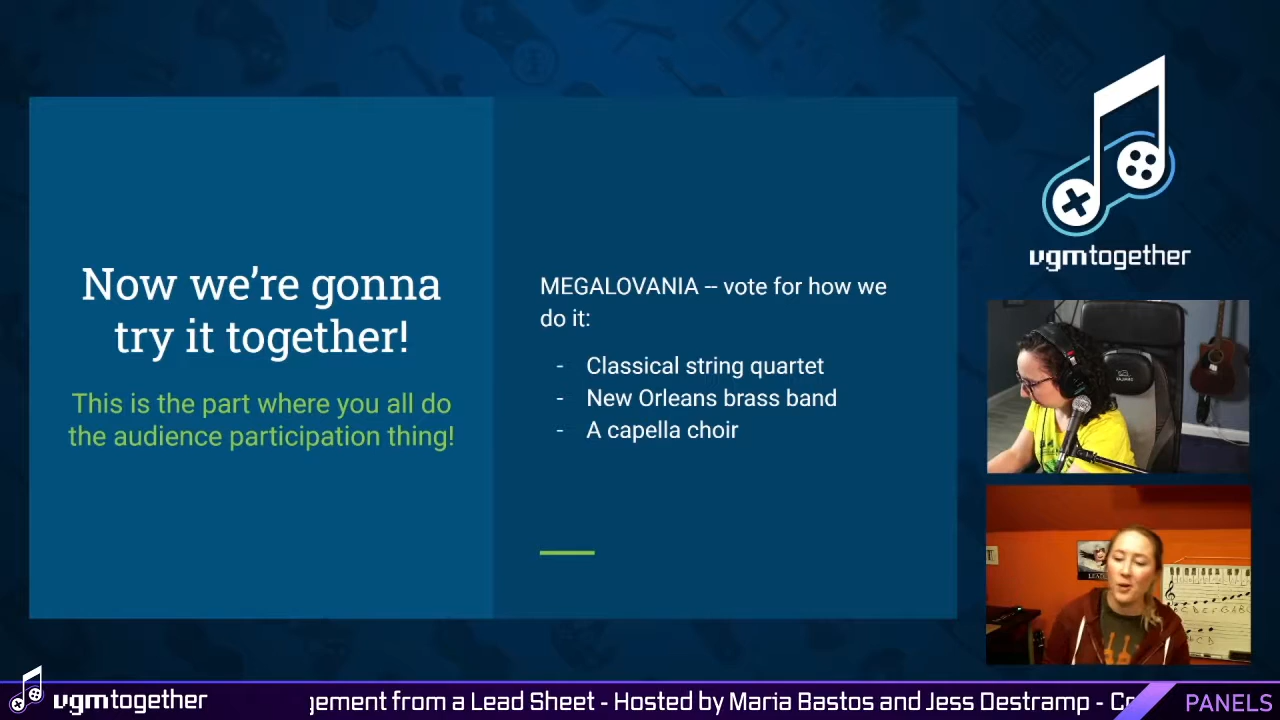 Now we’re gonna
try it together!
This is the part where you all do
the audience participation thing!
MEGALOVANIA -- vote for how we
do it:
- Classical string quartet
- New Orleans brass band
- A capella choir
vgmtogether
vgmtogether
gement from a Lead Sheet - Hosted by Maria Bastos and Jess Destramp - Co
PANELS